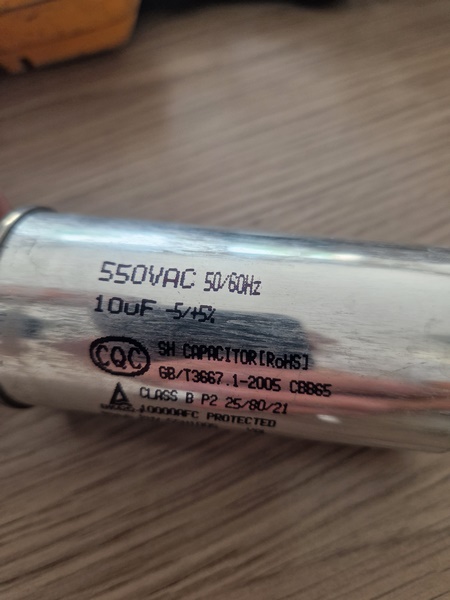 550VAC 50/60Hz
10uF -5/+5%
CQC
SH CAPACITOR[RoHS]
GB/T3667.1-2005 CBB65
CLASS B P2 25/80/21
10000AFC PROTECTED